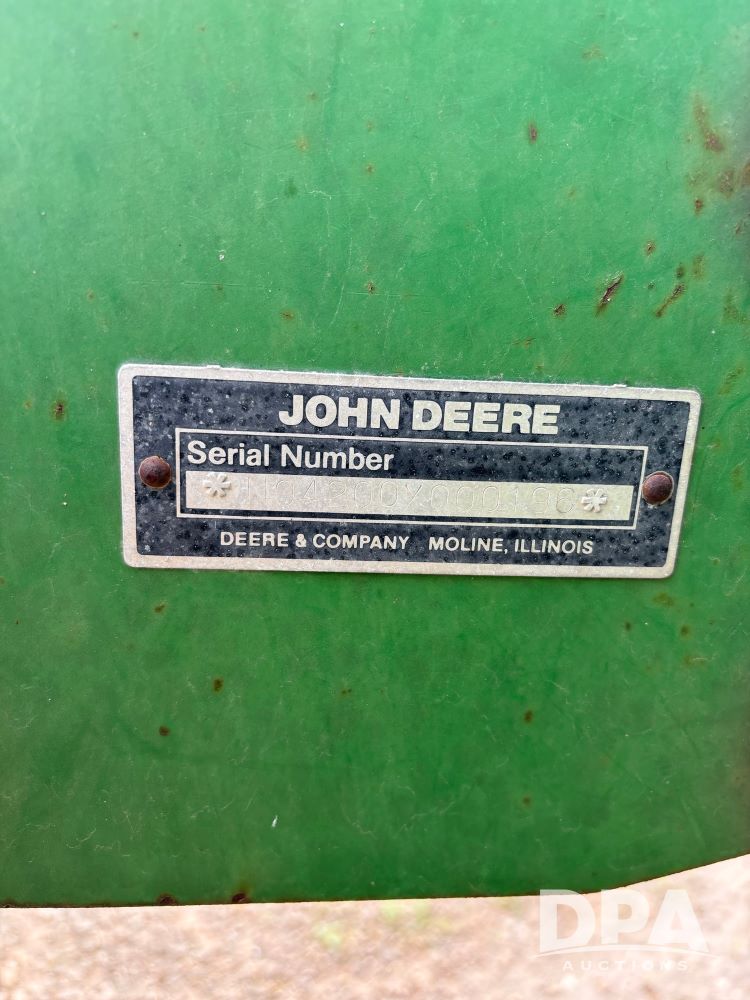 JOHN DEERE
Serial Number
DEERE & COMPANY MOLINE, ILLINOIS
DPA
AUCTIONS